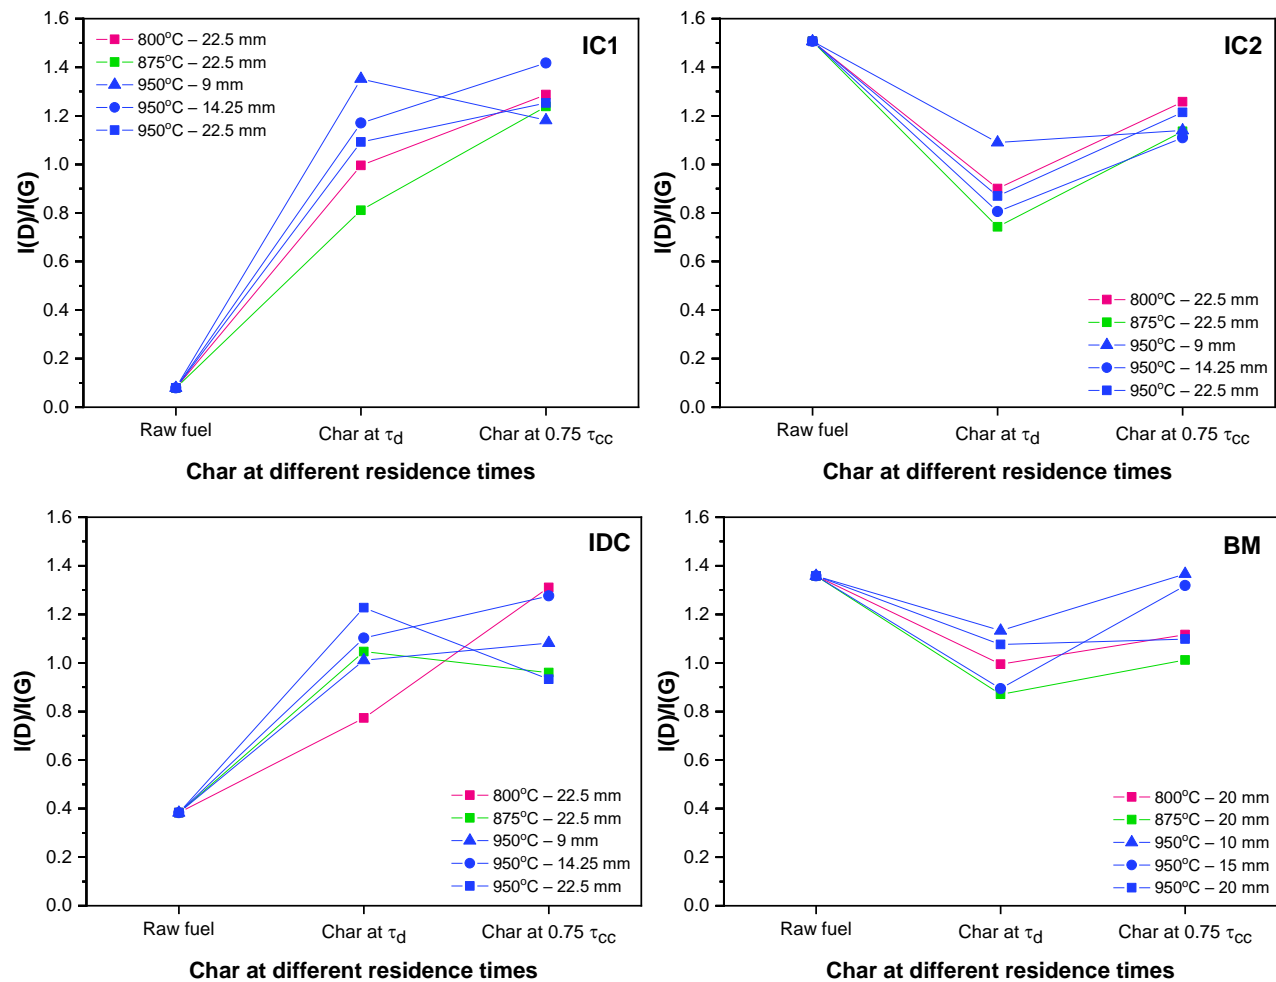 IC1
800°C – 22.5 mm
875°C – 22.5 mm
950°C – 9 mm
950°C – 14.25 mm
950°C – 22.5 mm
1.6
1.4
1.2
1.0
0.8
0.6
0.4
0.2
0.0
I(D)/I(G)
Raw fuel
Char at τd
Char at 0.75 τcc
Char at different residence times
IC2
1.6
1.4
1.2
1.0
0.8
0.6
0.4
0.2
0.0
I(D)/I(G)
800°C – 22.5 mm
875°C – 22.5 mm
950°C – 9 mm
950°C – 14.25 mm
950°C – 22.5 mm
Raw fuel
Char at τd
Char at 0.75 τcc
Char at different residence times
IDC
1.6
1.4
1.2
1.0
0.8
0.6
0.4
0.2
0.0
I(D)/I(G)
800°C – 22.5 mm
875°C – 22.5 mm
950°C – 9 mm
950°C – 14.25 mm
950°C – 22.5 mm
Raw fuel
Char at τd
Char at 0.75 τcc
Char at different residence times
BM
1.6
1.4
1.2
1.0
0.8
0.6
0.4
0.2
0.0
I(D)/I(G)
800°C – 20 mm
875°C – 20 mm
950°C – 10 mm
950°C – 15 mm
950°C – 20 mm
Raw fuel
Char at τd
Char at 0.75 τcc
Char at different residence times